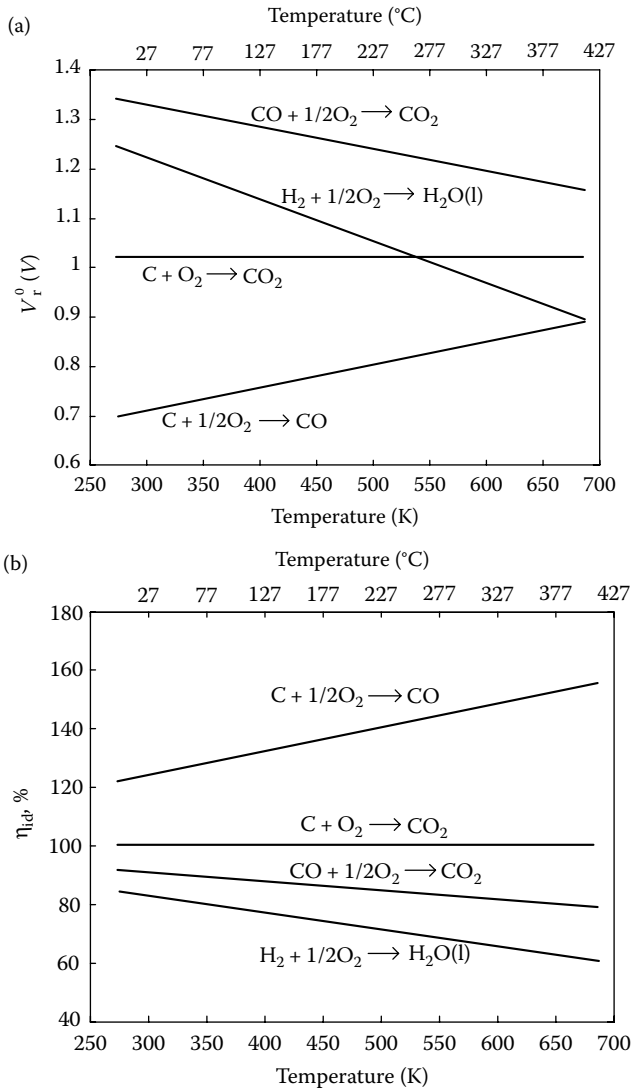 (a)
Temperature (°C)
27 77 127 177 227 277 327 377 427
1.4
1.3
1.2
1.1
1
0.9
0.8
0.7
0.6
V_r^0 (V)
CO + 1/2O₂ ⟶ CO₂
H₂ + 1/2O₂ ⟶ H₂O(l)
C + O₂ ⟶ CO₂
C + 1/2O₂ ⟶ CO
250 300 350 400 450 500 550 600 650 700
Temperature (K)
(b)
Temperature (°C)
27 77 127 177 227 277 327 377 427
180
160
140
120
100
80
60
40
η_id, %
C + 1/2O₂ ⟶ CO
C + O₂ ⟶ CO₂
CO + 1/2O₂ ⟶ CO₂
H₂ + 1/2O₂ ⟶ H₂O(l)
250 300 350 400 450 500 550 600 650 700
Temperature (K)